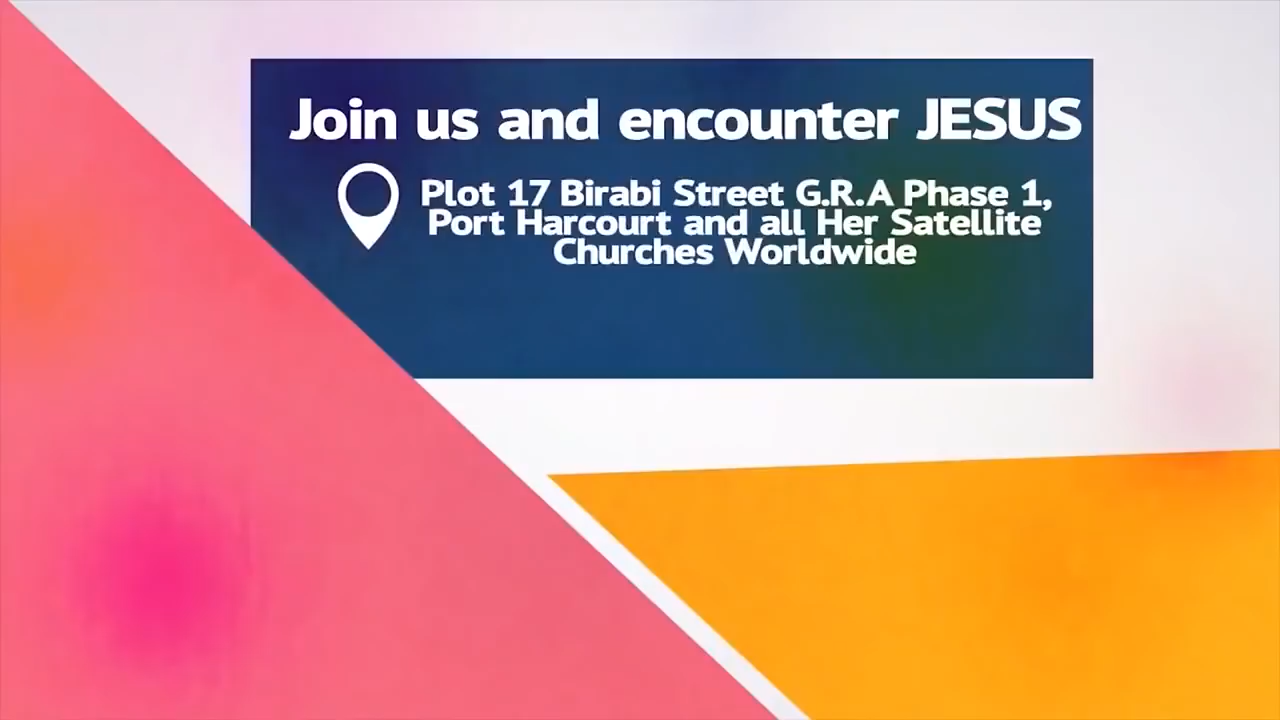 Join us and encounter JESUS
Plot 17 Birabi Street G.R.A Phase 1,
Port Harcourt and all Her Satellite
Churches Worldwide